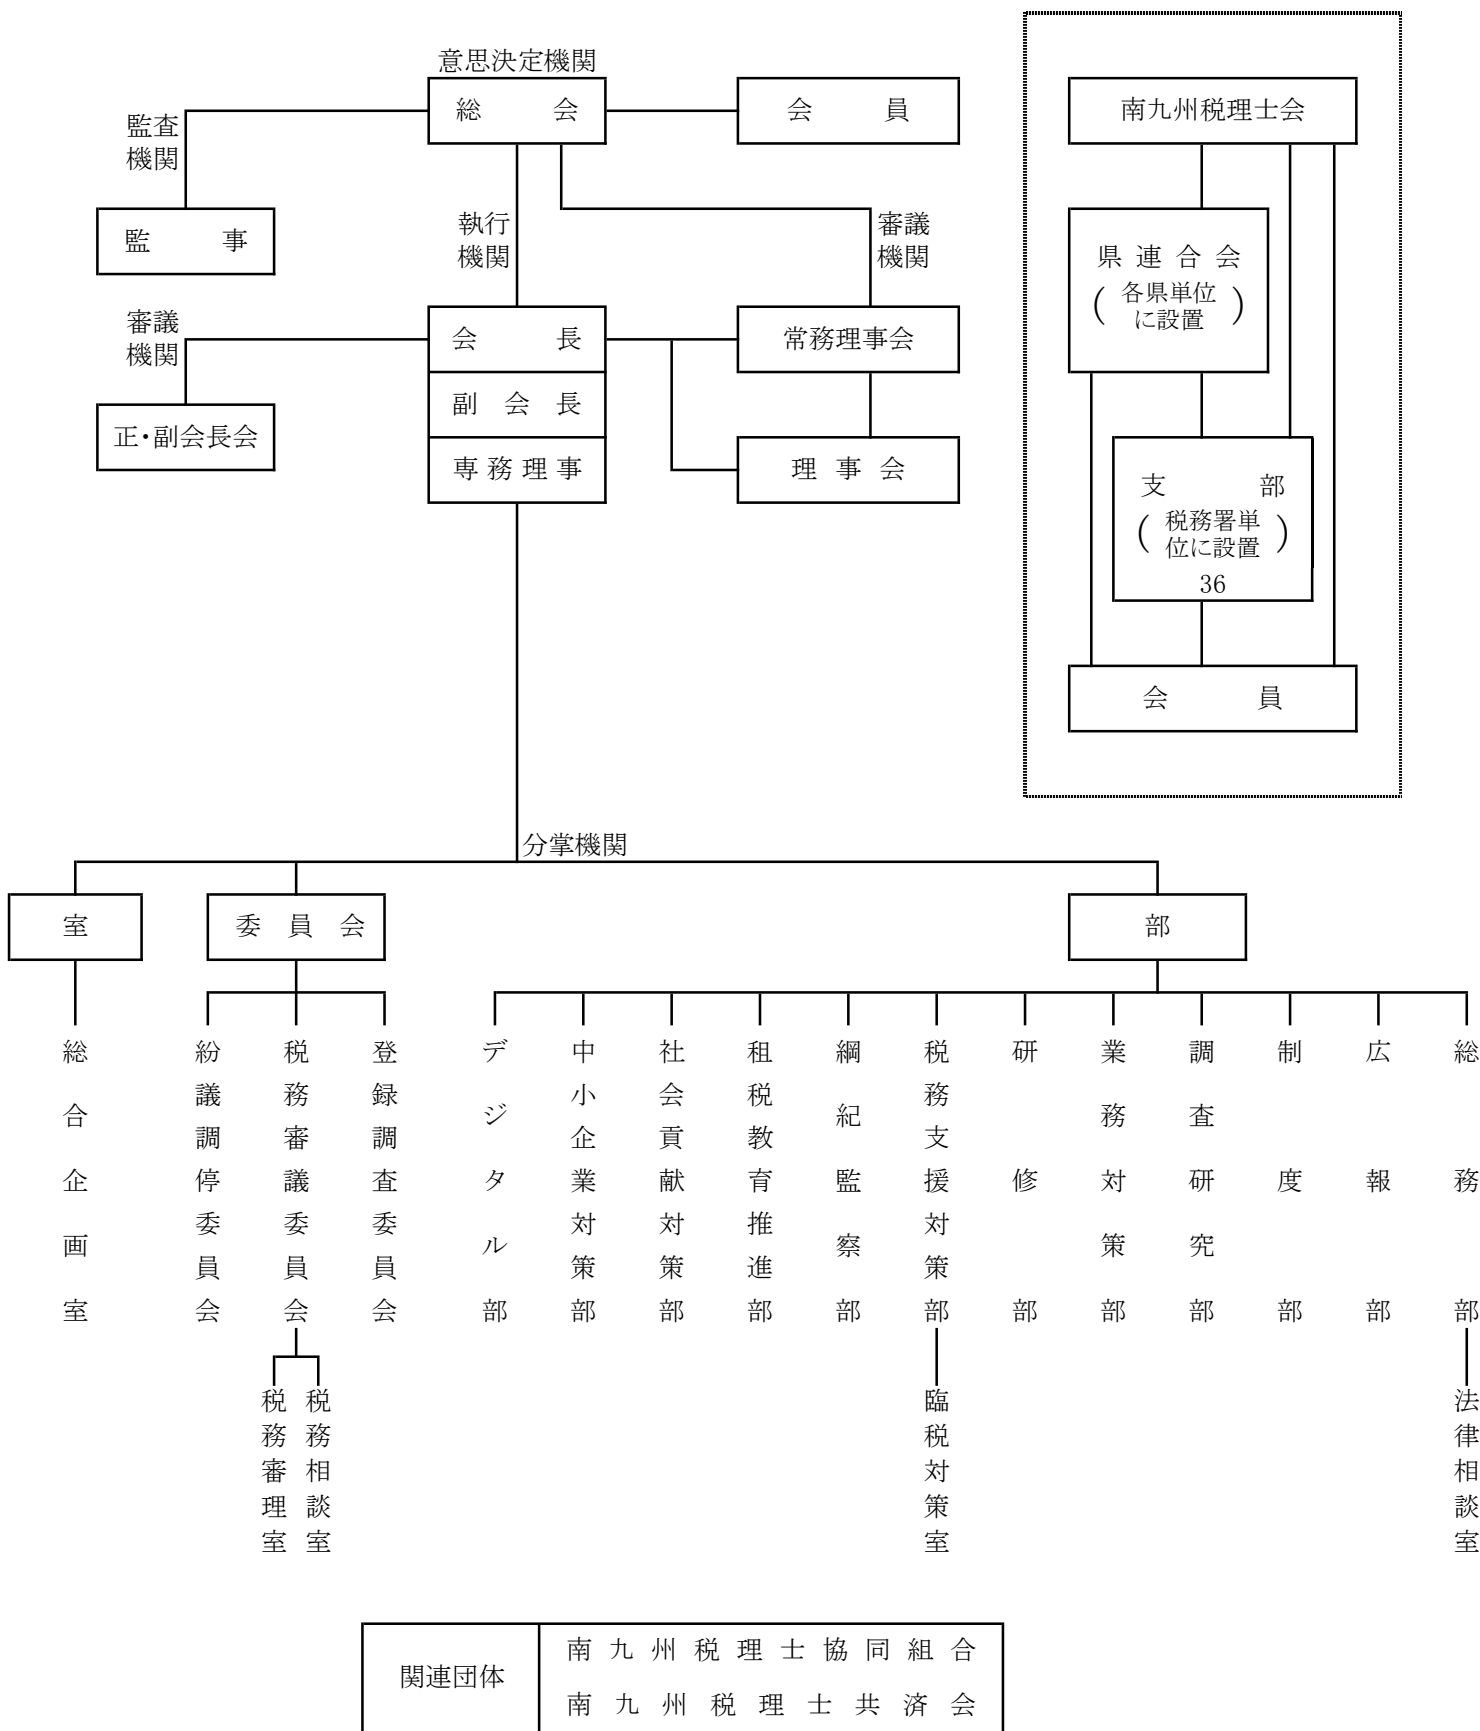 意思決定機関
総会
会員
監査
機関
監事
執行
機関
審議
機関
審議
機関
会長
常務理事会
副会長
正・副会長会
専務理事
理事会
南九州税理士会
県連合会
(各県単位
に設置)
支部
(税務署単
位に設置)
36
会員
分掌機関
室
委員会
部
総合企画室
紛議調停委員会
税務審議委員会
登録調査委員会
デジタル部
中小企業対策部
社会貢献対策部
租税教育推進部
綱紀監察部
税務支援対策部
研修部
業務対策部
調査研究部
制度部
広報部
総務部
税務審理室
税務相談室
臨税対策室
法律相談室
関連団体
南九州税理士協同組合
南九州税理士共済会